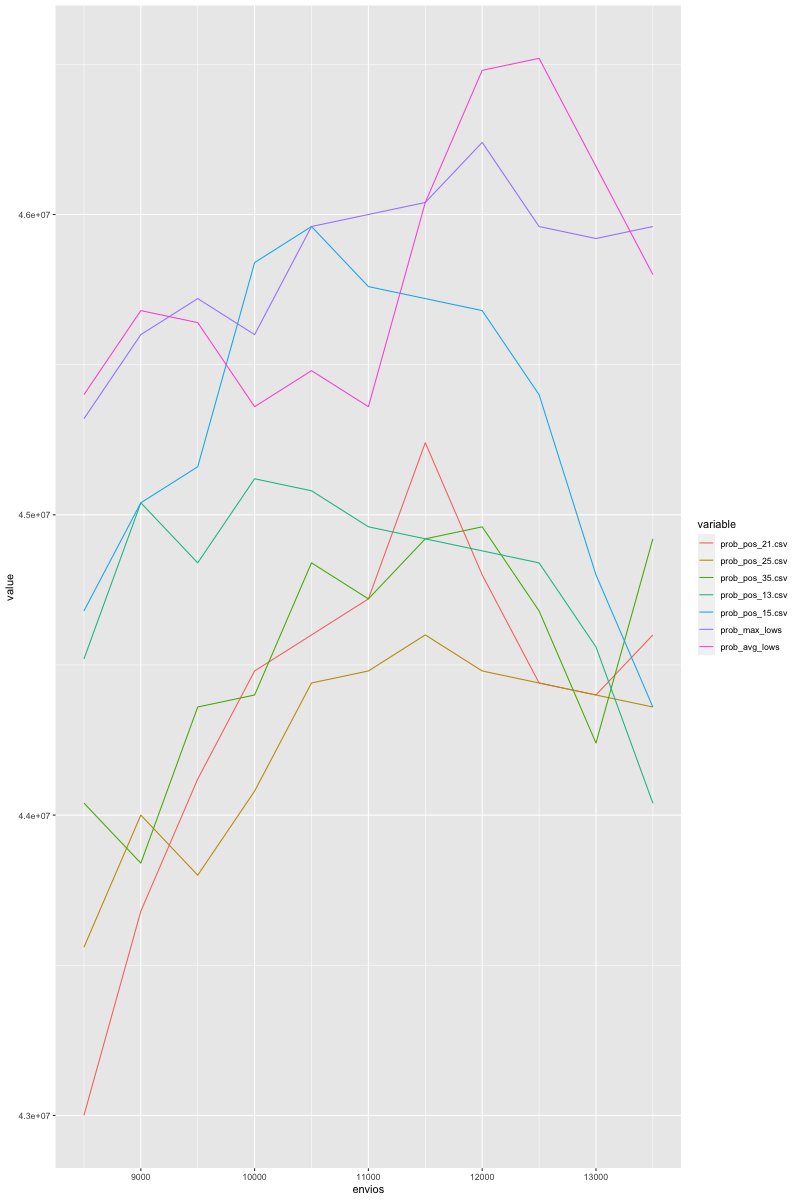 4.6e+07
4.5e+07
4.4e+07
4.3e+07
value
9000 10000 11000 12000 13000
envios
variable
prob_pos_21.csv
prob_pos_25.csv
prob_pos_35.csv
prob_pos_13.csv
prob_pos_15.csv
prob_max_lows
prob_avg_lows